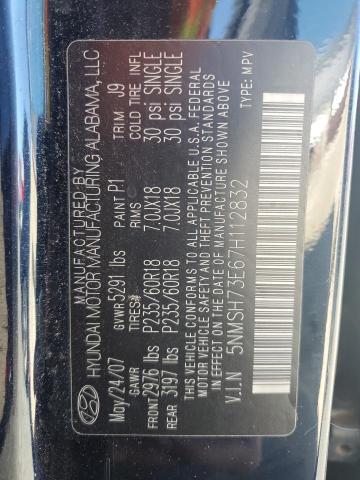 MANUFACTURED BY
HYUNDAI MOTOR MANUFACTURING ALABAMA, LLC
May/24/07 GVWR 5291 lbs PAINT P1 TRIM J9
GAWR TIRES RIMS COLD TIRE INFL
FRONT 2976 lbs P235/60R18 7.0JX18 30 psi SINGLE
REAR 3197 lbs P235/60R18 7.0JX18 30 psi SINGLE
THIS VEHICLE CONFORMS TO ALL APPLICABLE U.S.A. FEDERAL
MOTOR VEHICLE SAFETY AND THEFT PREVENTION
STANDARDS IN EFFECT ON THE DATE OF MANUFACTURE
SHOWN ABOVE.
V.I.N 5NMSH73E67H112832 TYPE: MPV